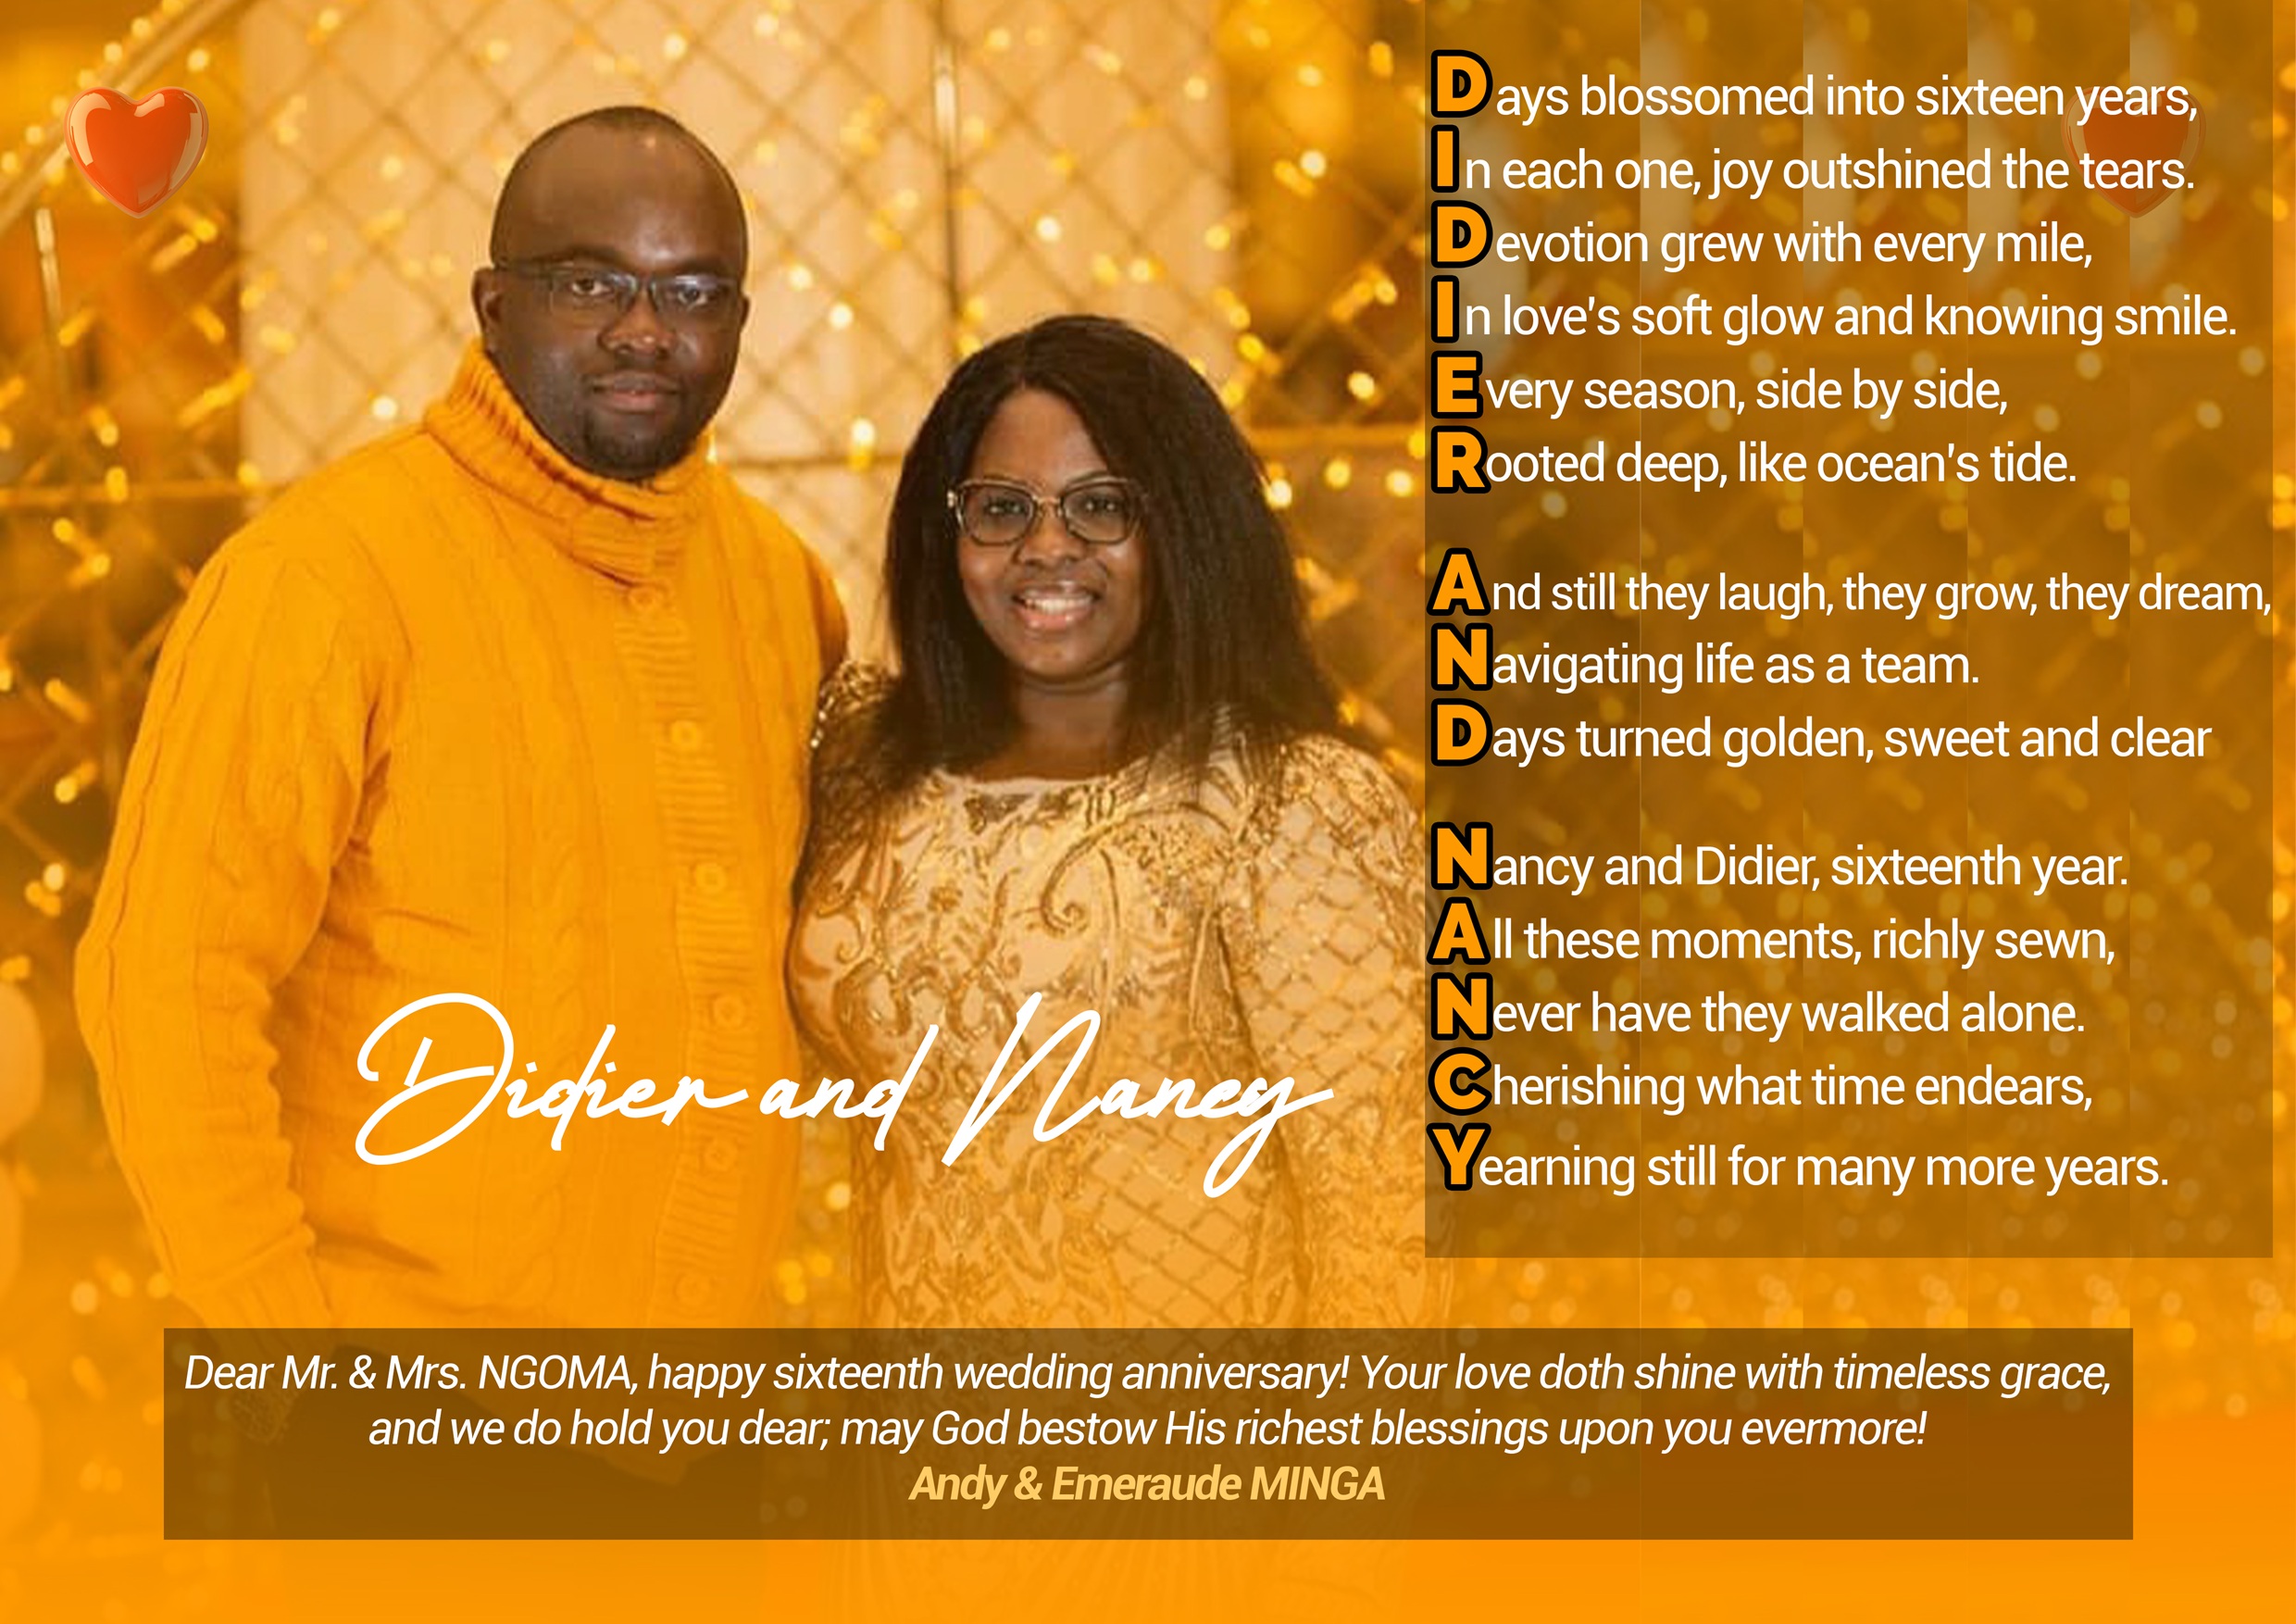 Days blossomed into sixteen years,
In each one, joy outshined the tears.
Devotion grew with every mile,
In love's soft glow and knowing smile.
Every season, side by side,
Rooted deep, like ocean's tide.
And still they laugh, they grow, they dream,
Navigating life as a team.
Days turned golden, sweet and clear
Nancy and Didier, sixteenth year.
All these moments, richly sewn,
Never have they walked alone.
Cherishing what time endears,
Yearning still for many more years.
Didier and Nancy
Dear Mr. & Mrs. NGOMA, happy sixteenth wedding anniversary! Your love doth shine with timeless grace,
and we do hold you dear; may God bestow His richest blessings upon you evermore!
Andy & Emeraude MINGA